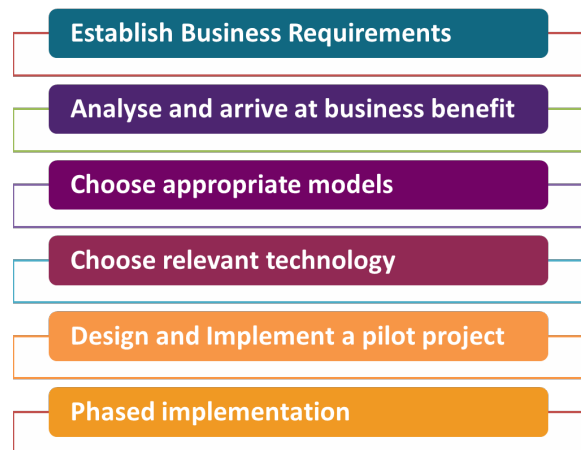 Establish Business Requirements
Analyse and arrive at business benefit
Choose appropriate models
Choose relevant technology
Design and Implement a pilot project
Phased implementation